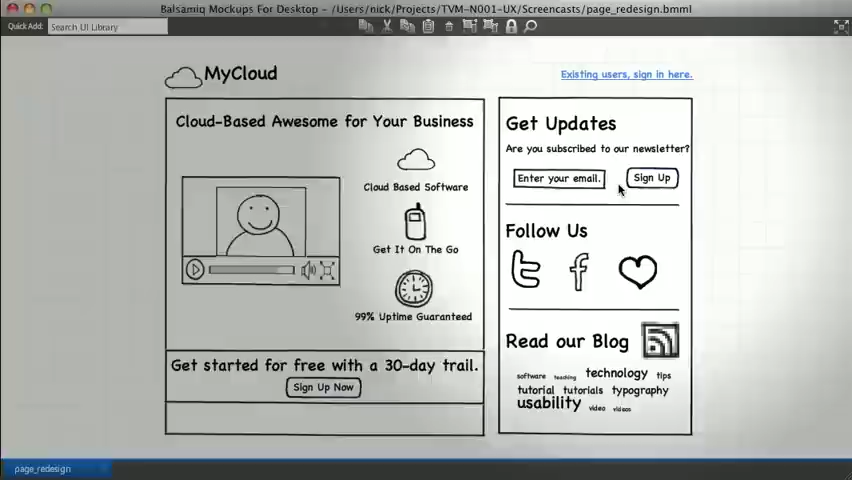 Balsamiq Mockups For Desktop - /Users/nick/Projects/TVM-N001-UX/Screencasts/page_redesign.bmml
Quick Add: Search UI Library
MyCloud
Existing users, sign in here.
Cloud-Based Awesome for Your Business
Cloud Based Software
Get It On The Go
99% Uptime Guaranteed
Get started for free with a 30-day trail.
Sign Up Now
Get Updates
Are you subscribed to our newsletter?
Enter your email. Sign Up
Follow Us
Read our Blog
software teaching technology tips
tutorial tutorials typography
usability video videos
page_redesign